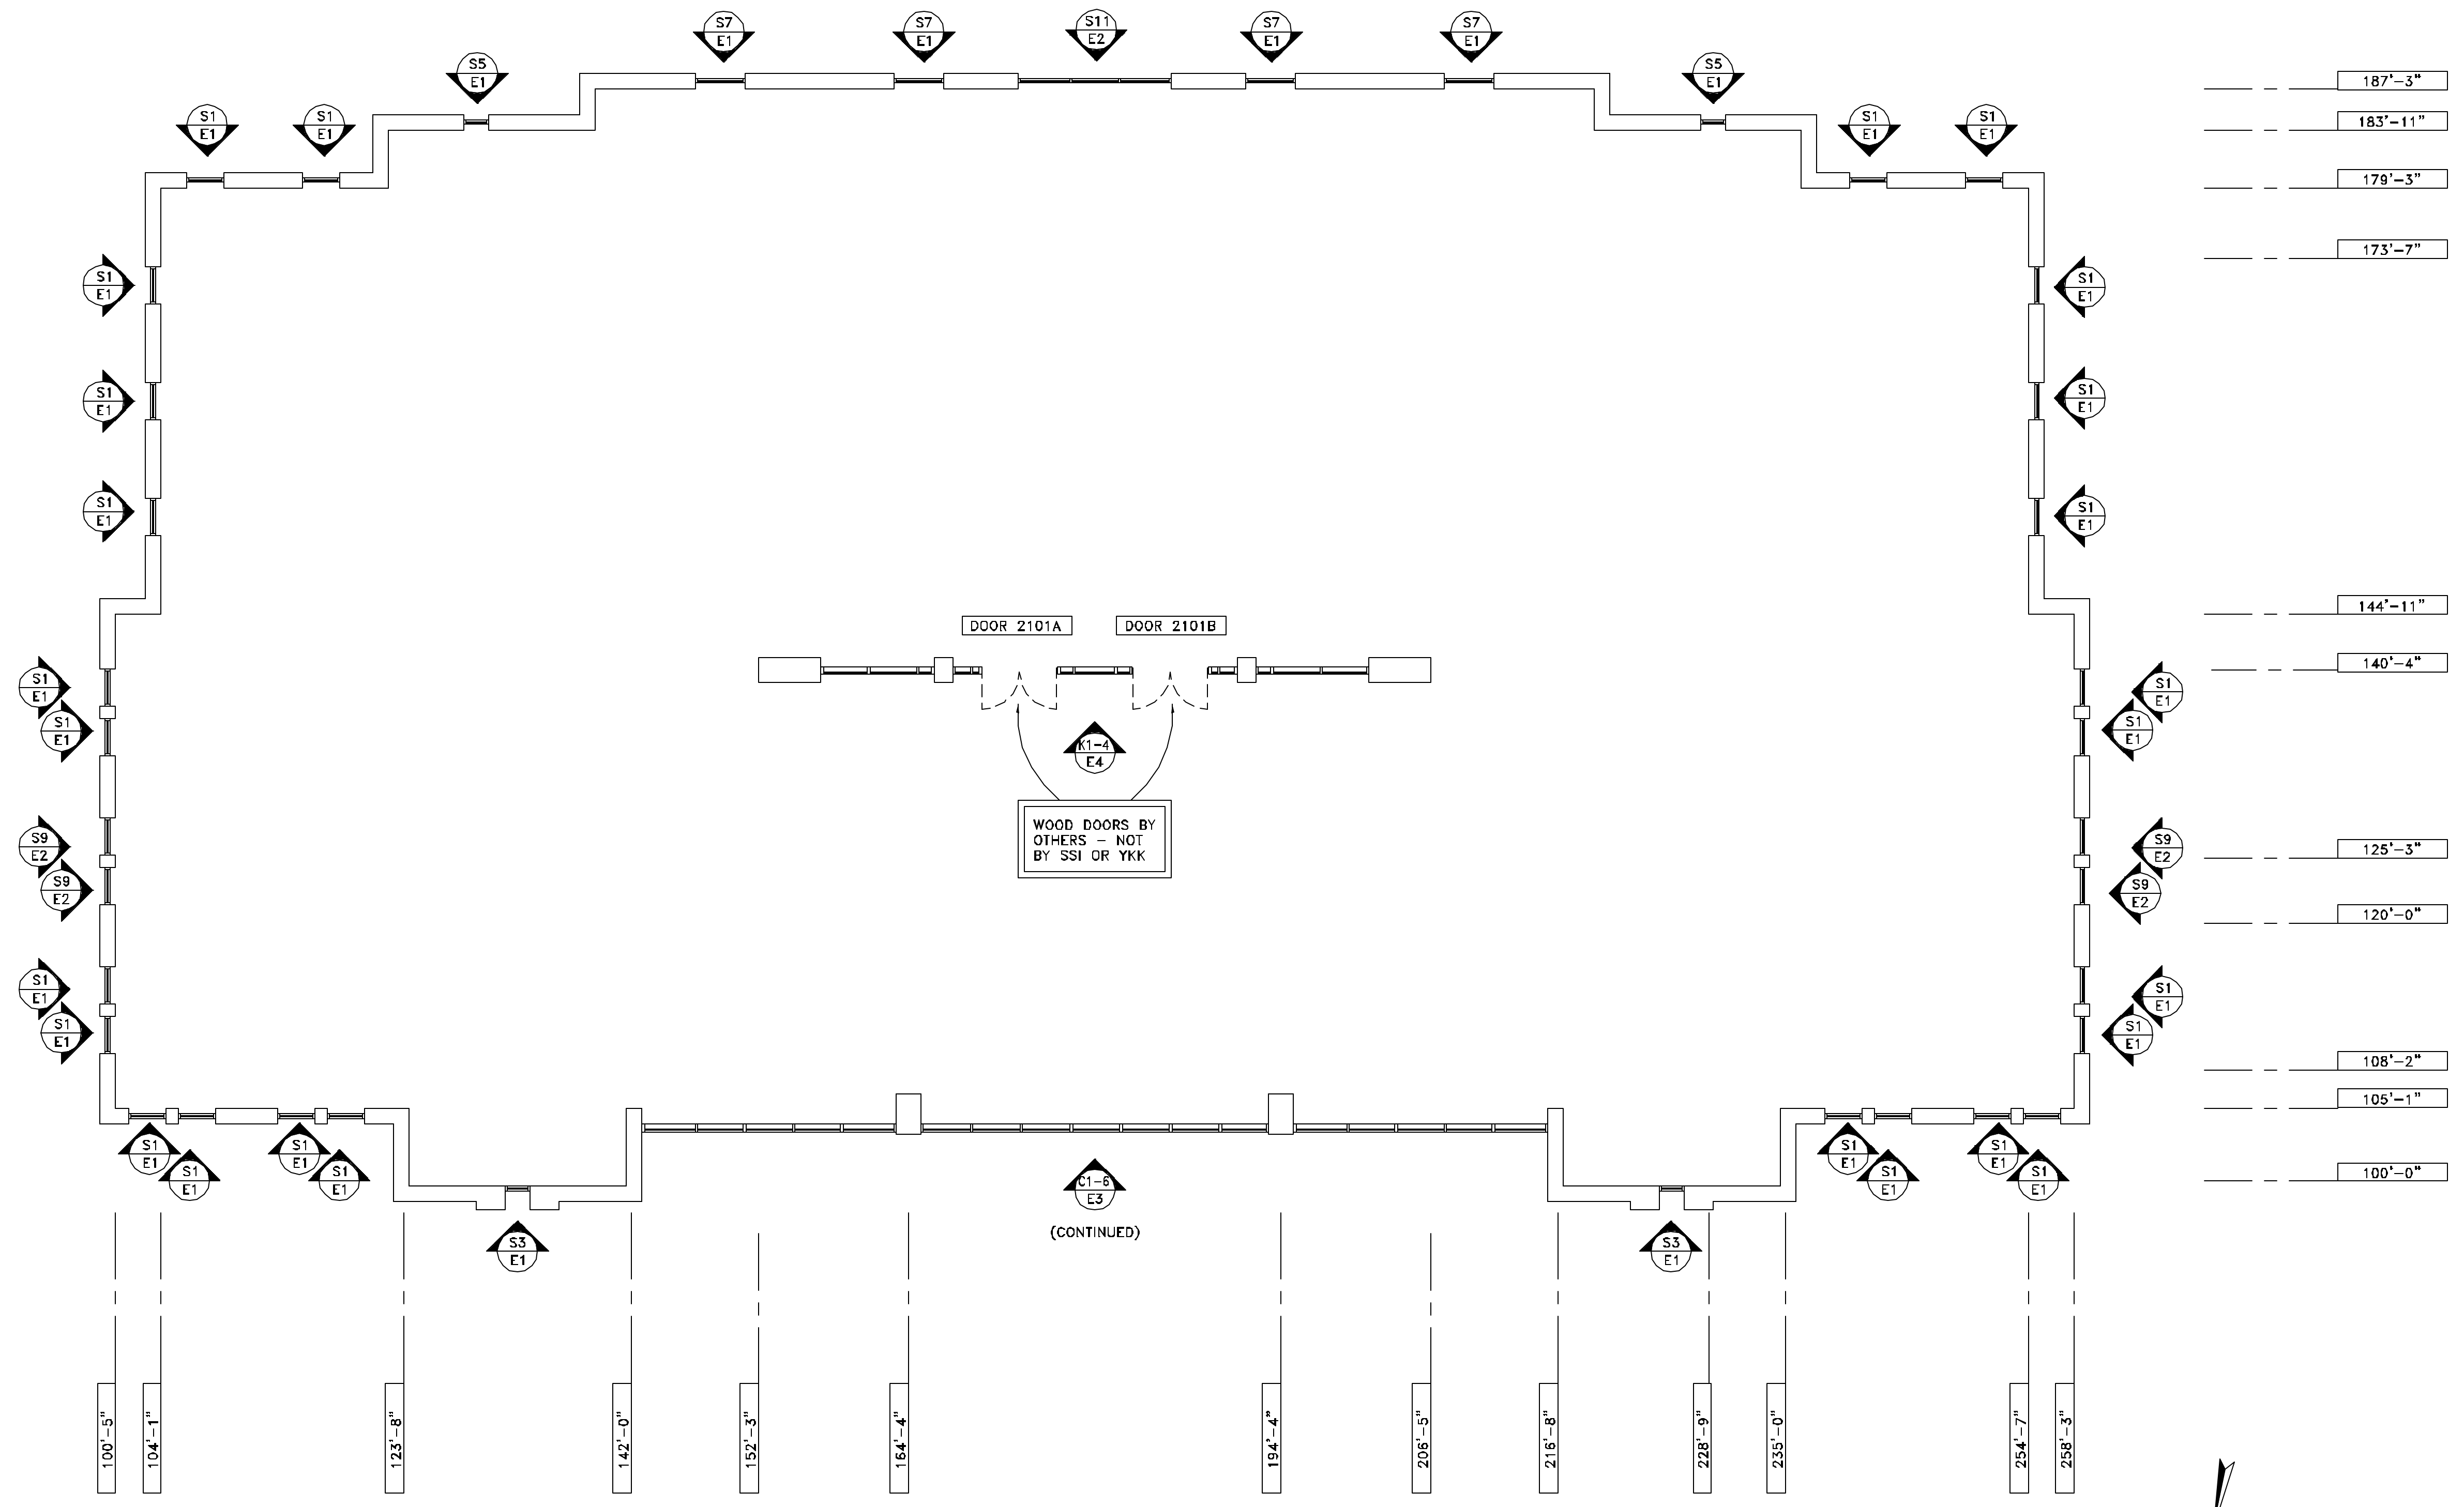 S7
E1
S7
E1
S11
E2
S7
E1
S7
E1
S5
E1
S5
E1
187'-3"
183'-11"
S1
E1
S1
E1
S1
E1
S1
E1
179'-3"
173'-7"
S1
E1
S1
E1
S1
E1
S1
E1
S1
E1
S1
E1
144'-11"
DOOR 2101A
DOOR 2101B
140'-4"
S1
E1
S1
E1
S1
E1
S1
E1
K1-4
E4
WOOD DOORS BY
OTHERS - NOT
BY SSI OR YKK
S9
E2
S9
E2
S9
E2
S9
E2
125'-3"
120'-0"
S1
E1
S1
E1
S1
E1
S1
E1
108'-2"
105'-1"
S1
E1
S1
E1
S1
E1
S1
E1
C1-6
E3
(CONTINUED)
S1
E1
S1
E1
S1
E1
S1
E1
100'-0"
S3
E1
S3
E1
100'-5"
104'-1"
123'-8"
142'-0"
152'-3"
164'-4"
194'-4"
206'-5"
216'-8"
228'-9"
235'-0"
254'-7"
258'-3"